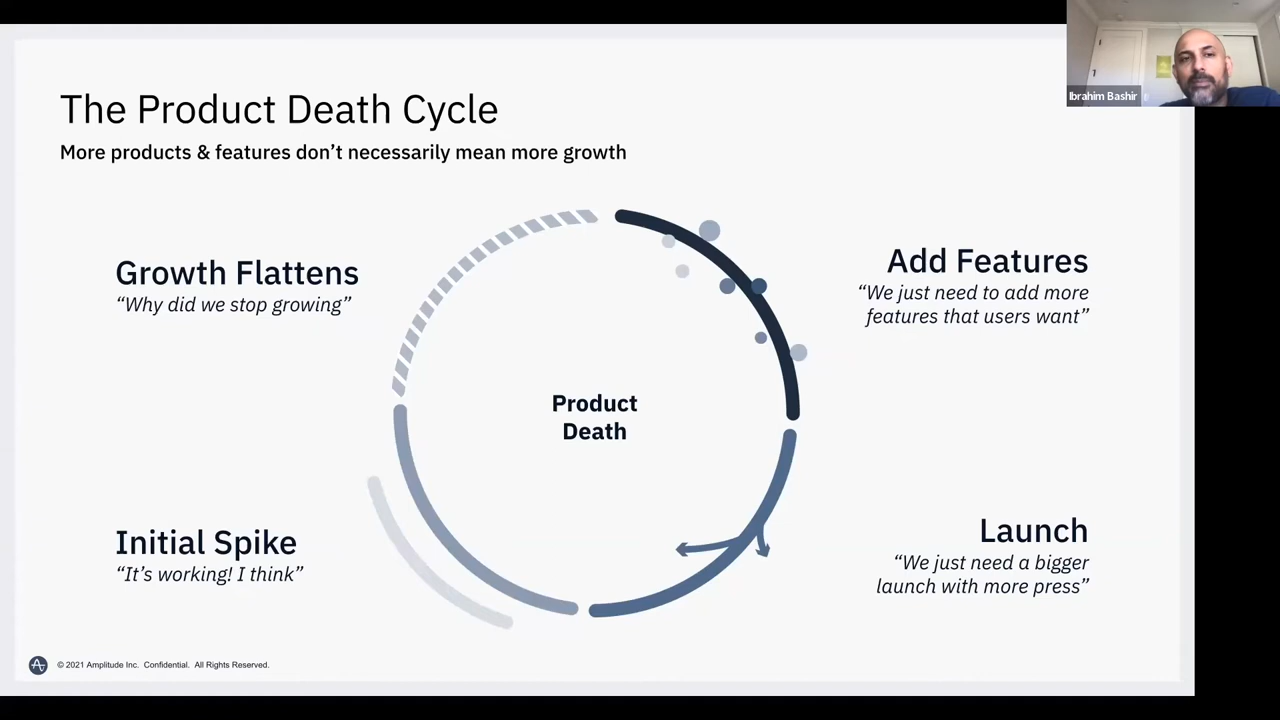 Ibrahim Bashir
The Product Death Cycle
More products & features don’t necessarily mean more growth
Growth Flattens
“Why did we stop growing”
Add Features
“We just need to add more
features that users want”
Product
Death
Initial Spike
“It’s working! I think”
Launch
“We just need a bigger
launch with more press”
© 2021 Amplitude Inc. Confidential. All Rights Reserved.